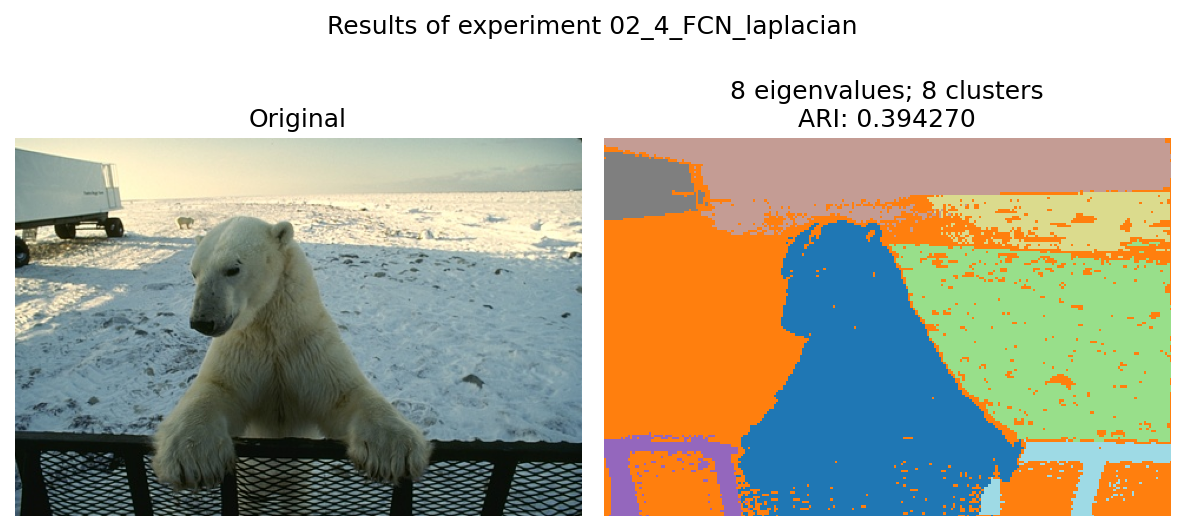 Results of experiment 02_4_FCN_laplacian
Original
8 eigenvalues; 8 clusters
ARI: 0.394270